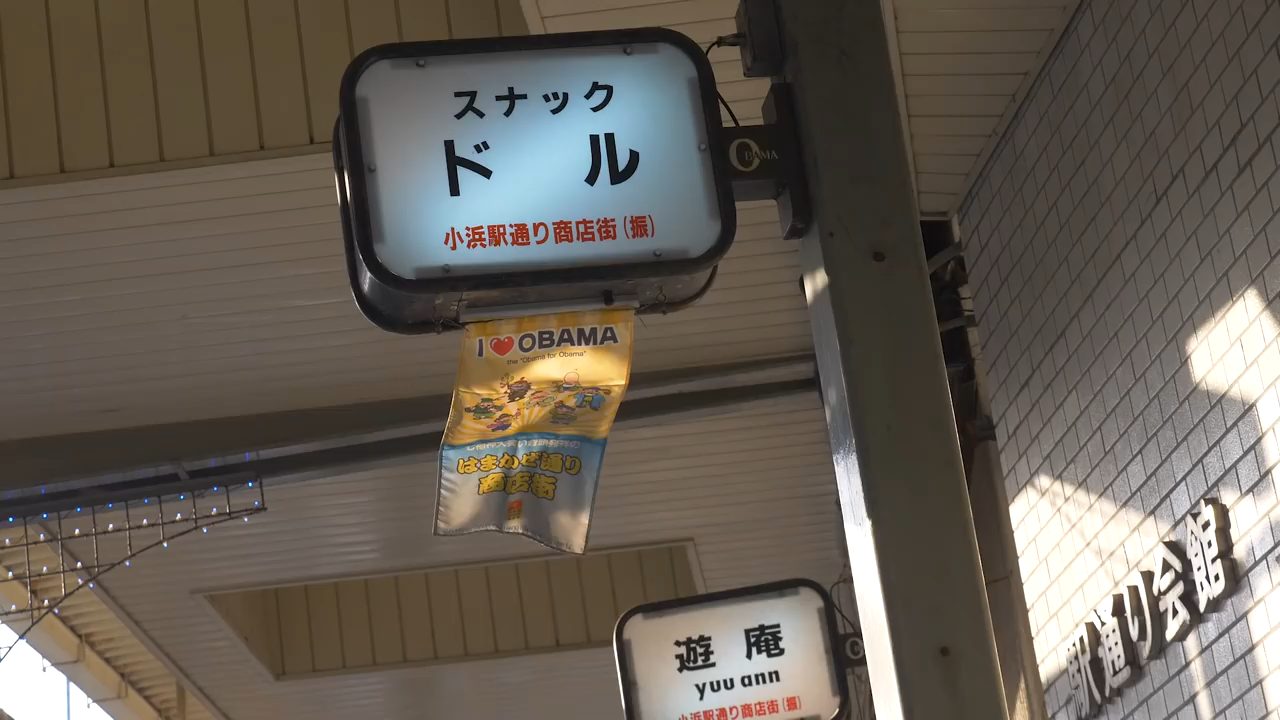 スナック
ドル
小浜駅通り商店街(振)
OBAMA
I❤OBAMA
the "Obama for Obama"
はまかぜ通り
商店街
遊庵
yuu ann
小浜駅通り商店街(振)
駅通り会館